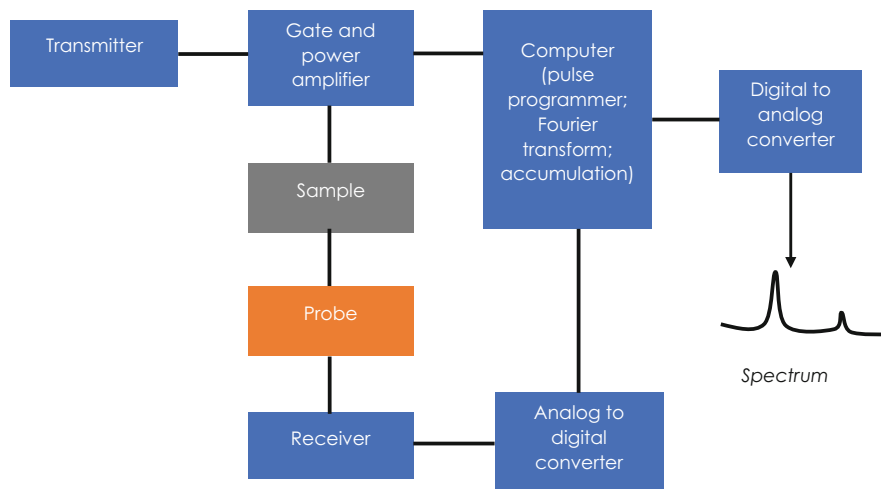 Transmitter
Gate and
power
amplifier
Computer
(pulse
programmer;
Fourier
transform;
accumulation)
Digital to
analog
converter
Sample
Probe
Spectrum
Receiver
Analog to
digital
converter